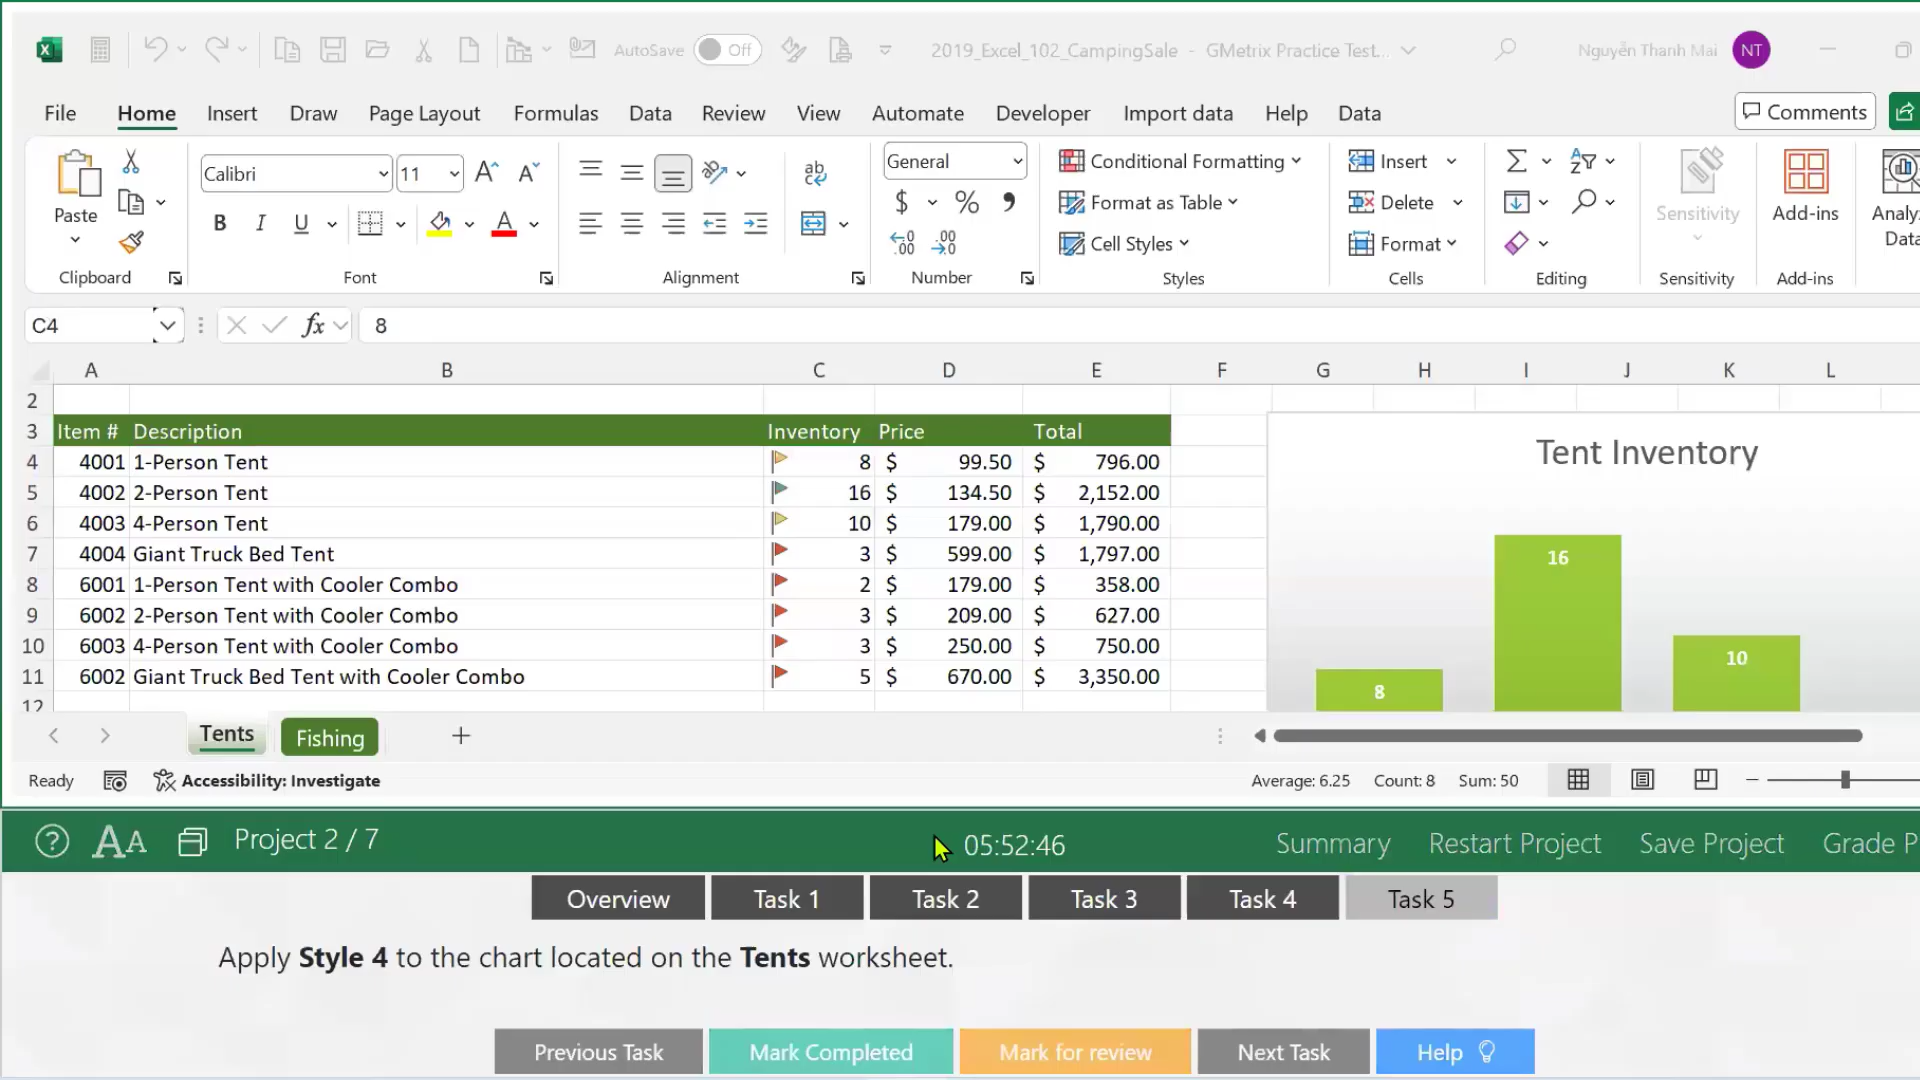 AutoSave Off 2019_Excel_102_CampingSale - GMetrix Practice Test... Nguyễn Thanh Mai NT
File Home Insert Draw Page Layout Formulas Data Review View Automate Developer Import data Help Data Comments
Calibri 11 General Conditional Formatting Insert
Paste Format as Table Delete Sensitivity Add-ins Analyz
Cell Styles Format Data
Clipboard Font Alignment Number Styles Cells Editing Sensitivity Add-ins
C4 fx 8
A B C D E F G H I J K L
2
3 Item # Description Inventory Price Total
4 4001 1-Person Tent 8 $ 99.50 $ 796.00
5 4002 2-Person Tent 16 $ 134.50 $ 2,152.00
6 4003 4-Person Tent 10 $ 179.00 $ 1,790.00
7 4004 Giant Truck Bed Tent 3 $ 599.00 $ 1,797.00
8 6001 1-Person Tent with Cooler Combo 2 $ 179.00 $ 358.00
9 6002 2-Person Tent with Cooler Combo 3 $ 209.00 $ 627.00
10 6003 4-Person Tent with Cooler Combo 3 $ 250.00 $ 750.00
11 6002 Giant Truck Bed Tent with Cooler Combo 5 $ 670.00 $ 3,350.00
12
Tent Inventory
16
10
8
Tents Fishing
Ready Accessibility: Investigate Average: 6.25 Count: 8 Sum: 50
Project 2 / 7 05:52:46 Summary Restart Project Save Project Grade P
Overview Task 1 Task 2 Task 3 Task 4 Task 5
Apply Style 4 to the chart located on the Tents worksheet.
Previous Task Mark Completed Mark for review Next Task Help